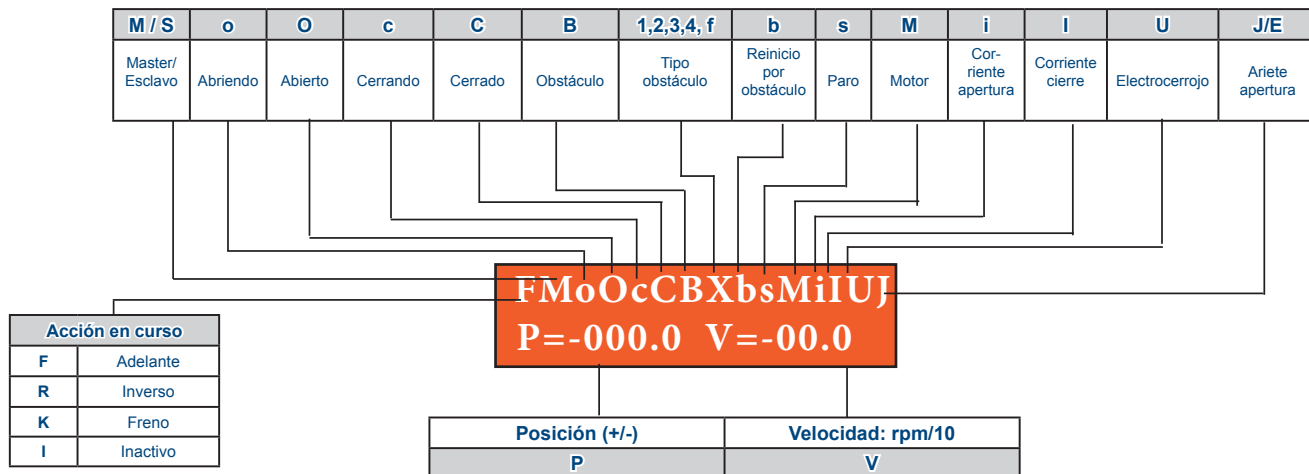 M / S o O c C B 1,2,3,4, f b s M i I U J/E
Master/
Esclavo
Abriendo
Abierto
Cerrando
Cerrado
Obstáculo
Tipo
obstáculo
Reinicio
por
obstáculo
Paro
Motor
Cor-
riente
apertura
Corriente
cierre
Electrocerrojo
Ariete
apertura
FMoOcCBXbsMiIUJ
P=-000.0 V=-00.0
Acción en curso
F Adelante
R Inverso
K Freno
I Inactivo
Posición (+/-) Velocidad: rpm/10
P V